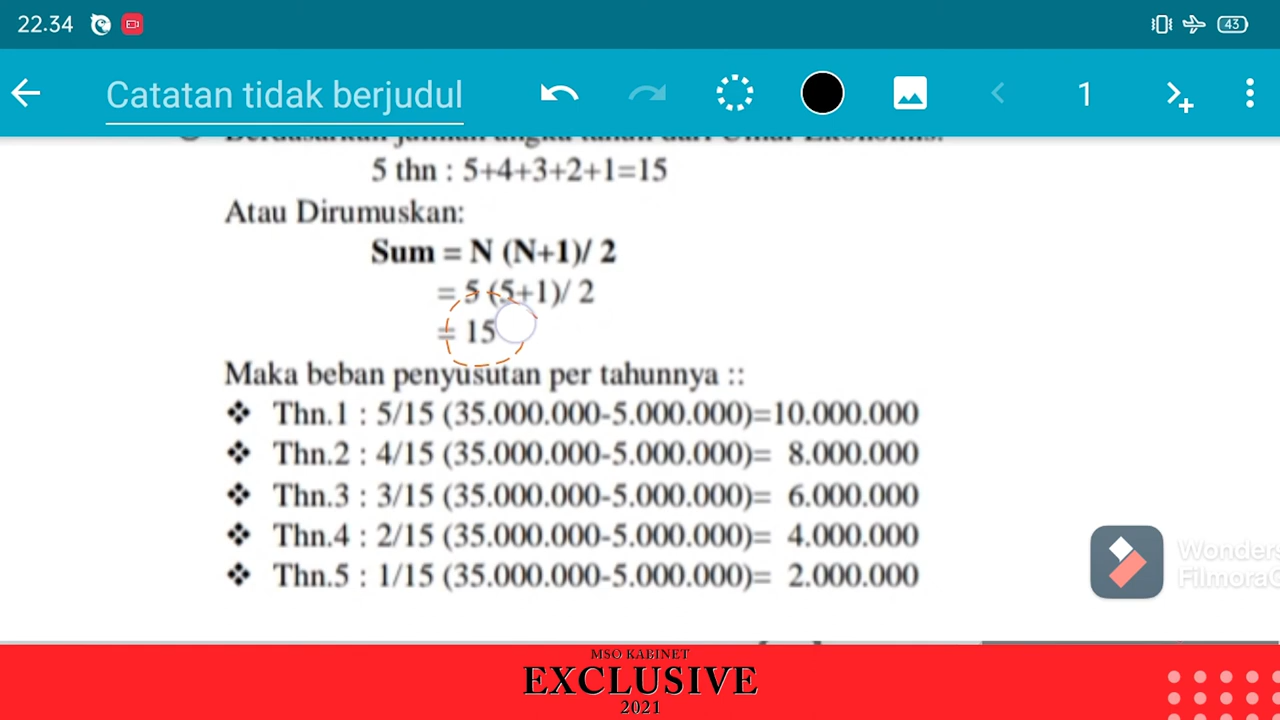 22.34
43
Catatan tidak berjudul
1
5 thn : 5+4+3+2+1=15
Atau Dirumuskan:
Sum = N (N+1)/ 2
= 5 (5+1)/ 2
= 15
Maka beban penyusutan per tahunnya ::
❖ Thn.1 : 5/15 (35.000.000-5.000.000)=10.000.000
❖ Thn.2 : 4/15 (35.000.000-5.000.000)= 8.000.000
❖ Thn.3 : 3/15 (35.000.000-5.000.000)= 6.000.000
❖ Thn.4 : 2/15 (35.000.000-5.000.000)= 4.000.000
❖ Thn.5 : 1/15 (35.000.000-5.000.000)= 2.000.000
Wonders
FilmoraG
MSO KABINET
EXCLUSIVE
2021